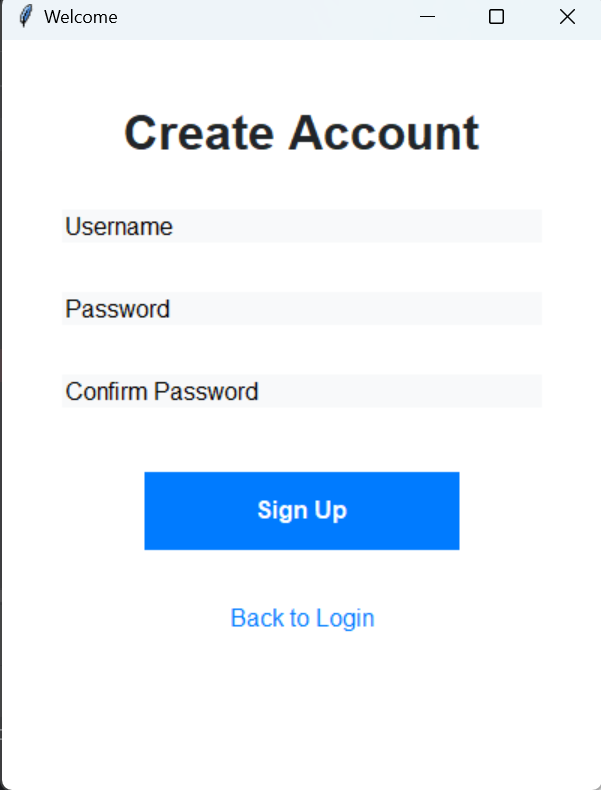 Welcome
Create Account
Username
Password
Confirm Password
Sign Up
Back to Login